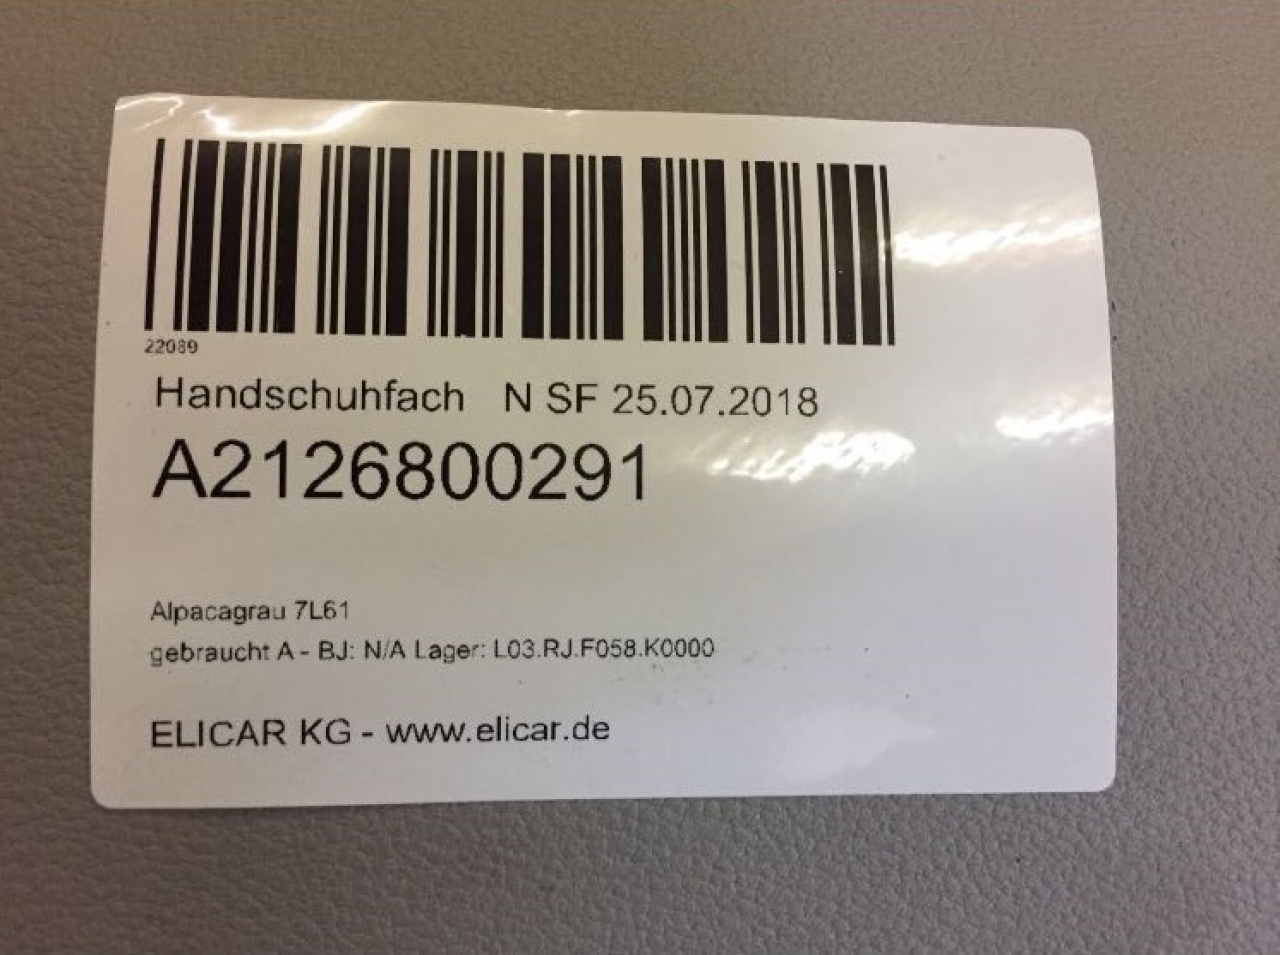 22089
Handschuhfach N SF 25.07.2018
A2126800291
Alpacagrau 7L61
gebraucht A - BJ: N/A Lager: L03.RJ.F058.K0000
ELICAR KG - www.elicar.de